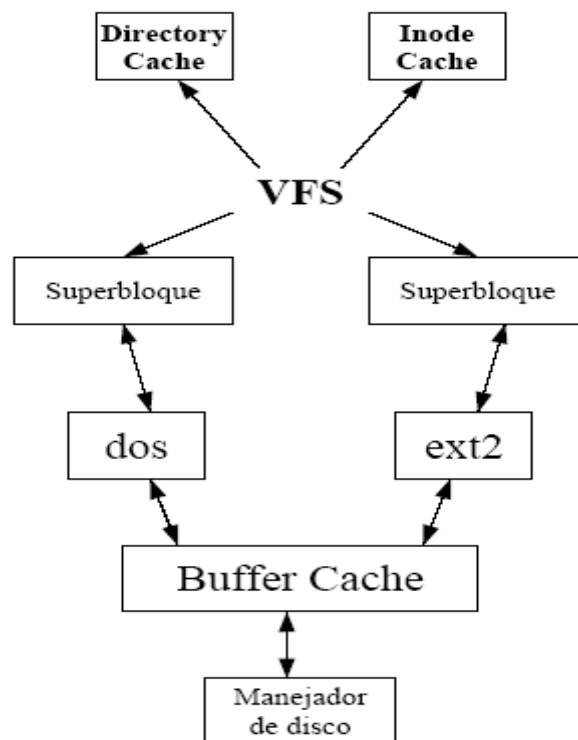 Directory
Cache
Inode
Cache
VFS
Superbloque
Superbloque
dos
ext2
Buffer Cache
Manejador
de disco